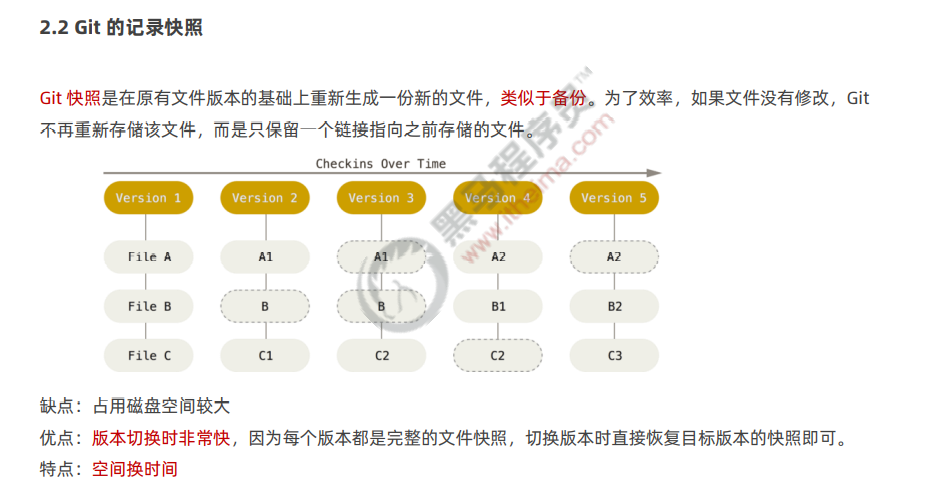 2.2 Git 的记录快照
Git 快照是在原有文件版本的基础上重新生成一份新的文件，类似于备份。为了效率，如果文件没有修改，Git
不再重新存储该文件，而是只保留一个链接指向之前存储的文件。
Checkins Over Time
Version 1 Version 2 Version 3 Version 4 Version 5
File A A1 A1 A2 A2
File B B B B1 B2
File C C1 C2 C2 C3
黑马程序员™
www.itheima.com
缺点：占用磁盘空间较大
优点：版本切换时非常快，因为每个版本都是完整的文件快照，切换版本时直接恢复目标版本的快照即可。
特点：空间换时间